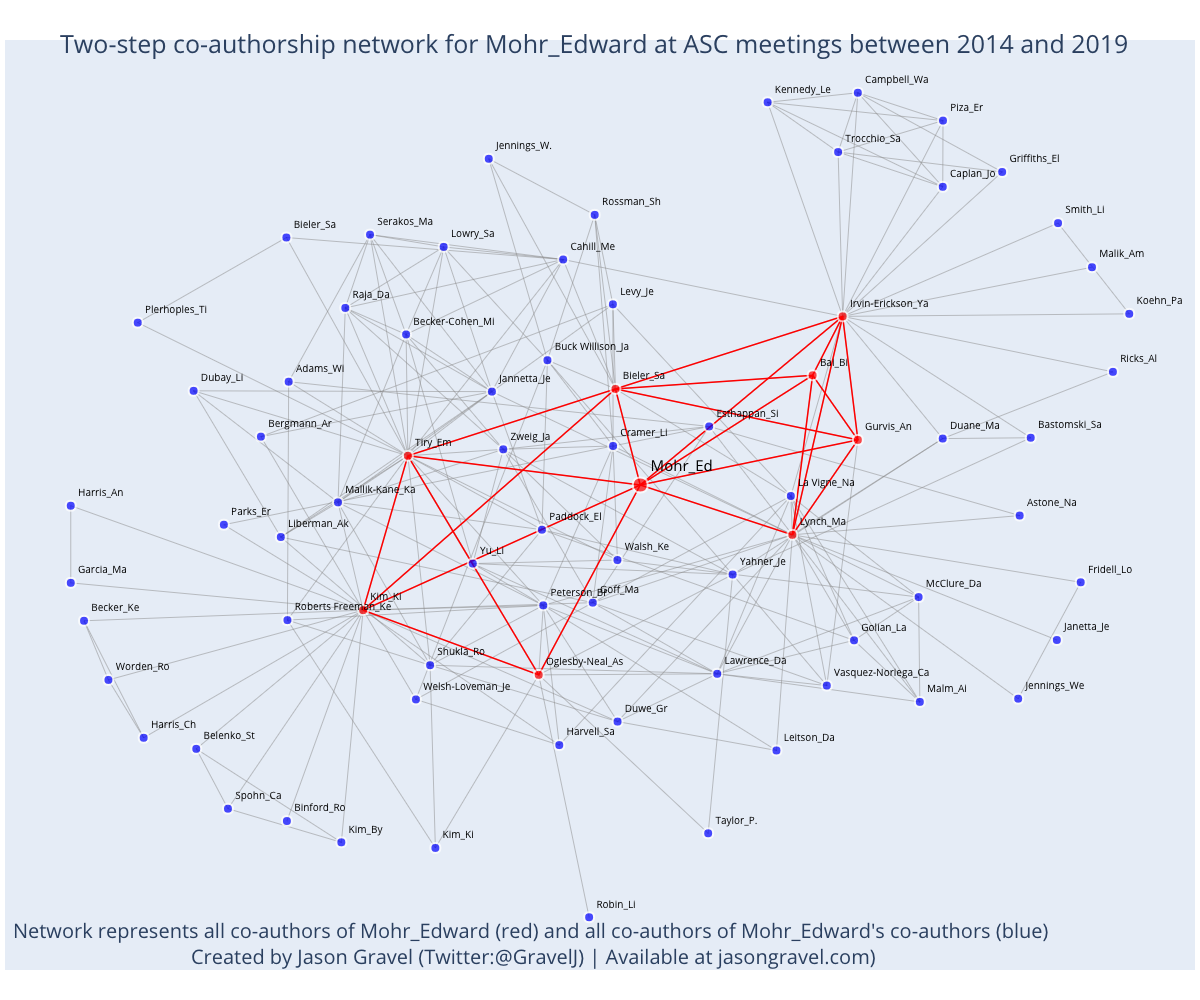 Two-step co-authorship network for Mohr_Edward at ASC meetings between 2014 and 2019
Campbell_Wa
Kennedy_Le
Piza_Er
Trocchio_Sa
Jennings_W.
Griffiths_El
Caplan_Jo
Rossman_Sh
Smith_Li
Bieler_Sa
Serakos_Ma
Lowry_Sa
Cahill_Me
Malik_Am
Raja_Da
Levy_Je
Irvin-Erickson_Ya
Koehn_Pa
Plerhoples_Ti
Becker-Cohen_Mi
Buck Willison_Ja
Ricks_Al
Bai_Bi
Adams_Wi
Dubay_Li
Jannetta_Je
Bieler_Sa
Esthappan_Si
Bergmann_Ar
Gurvis_An
Duane_Ma
Bastomski_Sa
Tiry_Em
Zweig_Ja
Cramer_Li
Mohr_Ed
La Vigne_Na
Harris_An
Mallik-Kane_Ka
Astone_Na
Parks_Er
Liberman_Ak
Paddock_El
Lynch_Ma
Yu_Li
Walsh_Ke
Yahner_Je
Garcia_Ma
Fridell_Lo
Kim_Ki
Peterson_Br
Goff_Ma
McClure_Da
Becker_Ke
Roberts Freeman_Ke
Golian_La
Janetta_Je
Shukla_Ro
Oglesby-Neal_As
Lawrence_Da
Worden_Ro
Vasquez-Noriega_Ca
Welsh-Loveman_Je
Malm_Al
Jennings_We
Duwe_Gr
Harris_Ch
Belenko_St
Harvell_Sa
Leitson_Da
Spohn_Ca
Binford_Ro
Kim_By
Kim_Ki
Taylor_P.
Robin_Li
Network represents all co-authors of Mohr_Edward (red) and all co-authors of Mohr_Edward's co-authors (blue)
Created by Jason Gravel (Twitter:@GravelJ) | Available at jasongravel.com)